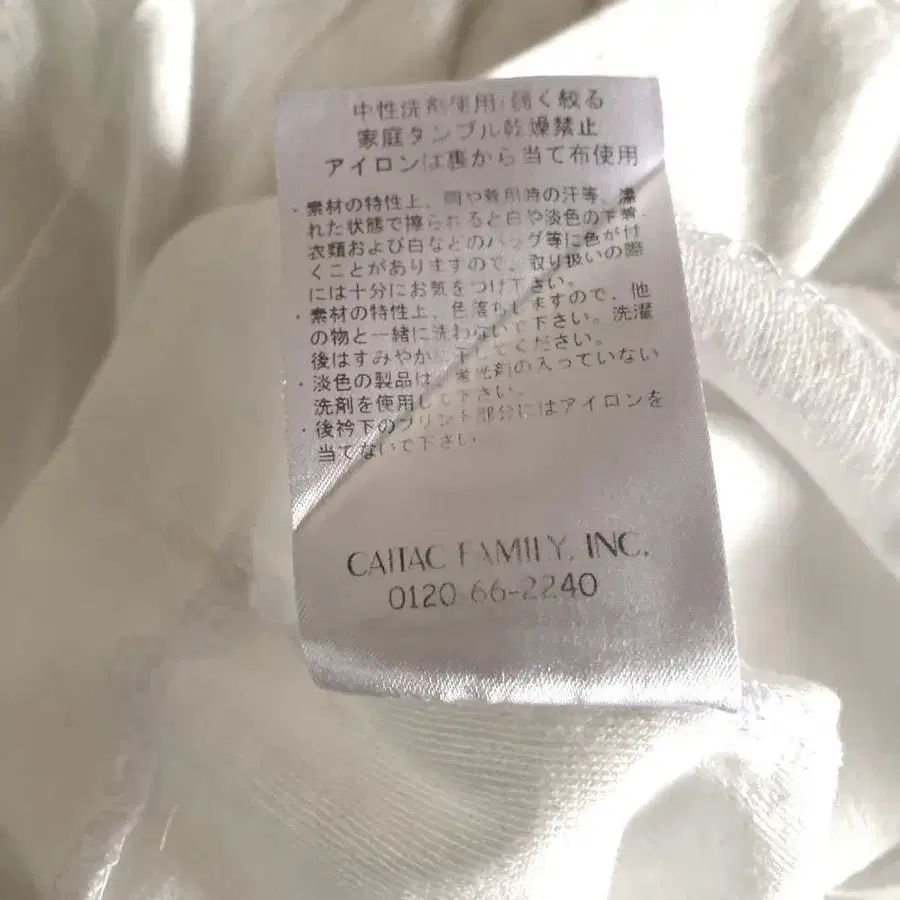 中性洗剤使用/弱く絞る
家庭タンブル乾燥禁止
アイロンは裏から当て布使用
・素材の特性上、雨や着用時の汗等、濡
れた状態で擦られると白や淡色の下着・
衣類および白などのバッグ等に色が付
くことがありますので、取り扱いの際
には十分にお気をつけ下さい。
・素材の特性上、色落ちしますので、他
の物と一緒に洗わないで下さい。洗濯
後はすみやかに干してください。
・淡色の製品は、蛍光剤の入っていない
洗剤を使用して下さい。
・後衿下のプリント部分にはアイロンを
当てないで下さい
CAITAC FAMILY, INC.
0120 66-2240